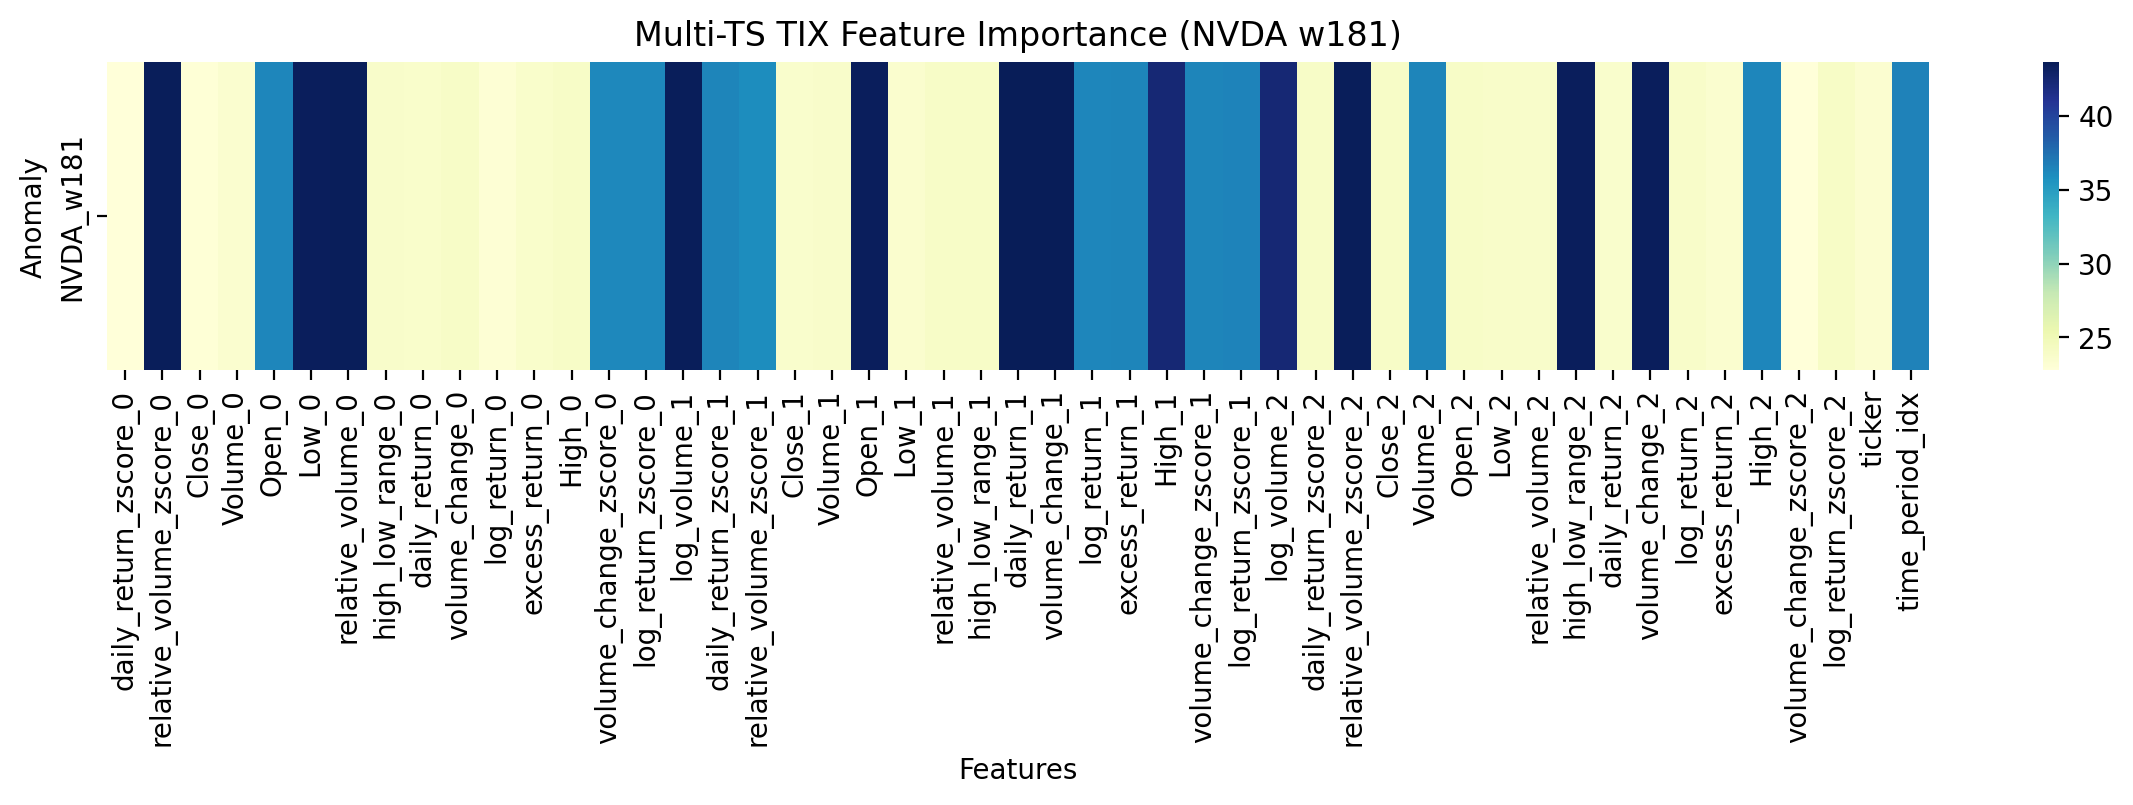 Multi-TS TIX Feature Importance (NVDA w181)
Anomaly
NVDA_w181
40
35
30
25
daily_return_zscore_0
relative_volume_zscore_0
Close_0
Volume_0
Open_0
Low_0
relative_volume_0
high_low_range_0
daily_return_0
volume_change_0
log_return_0
excess_return_0
High_0
volume_change_zscore_0
log_return_zscore_0
log_volume_1
daily_return_zscore_1
relative_volume_zscore_1
Close_1
Volume_1
Open_1
Low_1
relative_volume_1
high_low_range_1
daily_return_1
volume_change_1
log_return_1
excess_return_1
High_1
volume_change_zscore_1
log_return_zscore_1
log_volume_2
daily_return_zscore_2
relative_volume_zscore_2
Close_2
Volume_2
Open_2
Low_2
relative_volume_2
high_low_range_2
daily_return_2
volume_change_2
log_return_2
excess_return_2
High_2
volume_change_zscore_2
log_return_zscore_2
ticker
time_period_idx
Features